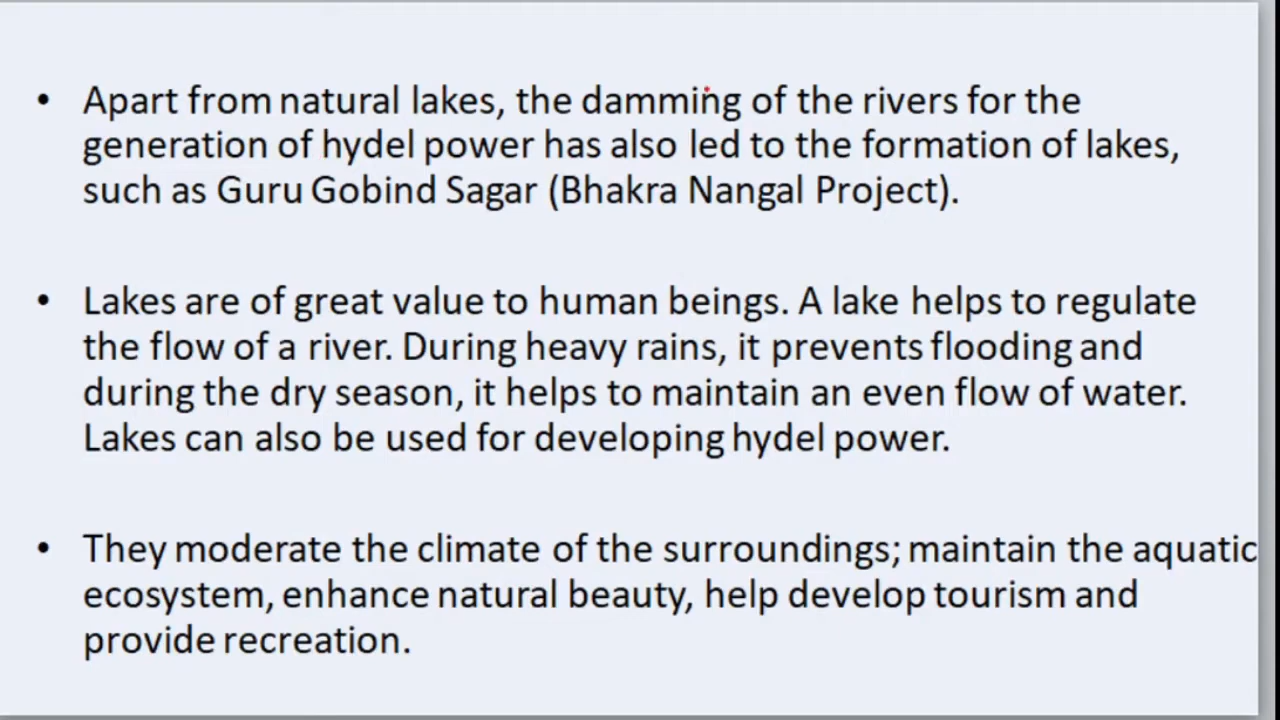 • Apart from natural lakes, the damming of the rivers for the
generation of hydel power has also led to the formation of lakes,
such as Guru Gobind Sagar (Bhakra Nangal Project).
• Lakes are of great value to human beings. A lake helps to regulate
the flow of a river. During heavy rains, it prevents flooding and
during the dry season, it helps to maintain an even flow of water.
Lakes can also be used for developing hydel power.
• They moderate the climate of the surroundings; maintain the aquatic
ecosystem, enhance natural beauty, help develop tourism and
provide recreation.